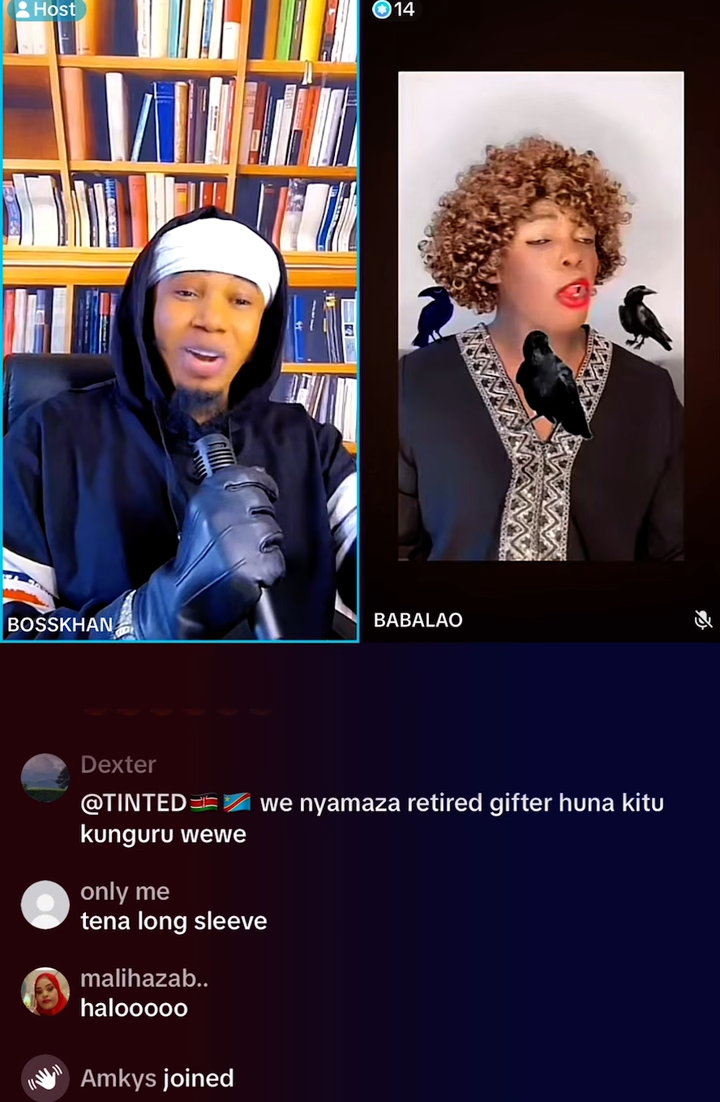 Host
14
BOSSKHAN
BABALAO
Dexter
@TINTED🇰🇪🇨🇩 we nyamaza retired gifter huna kitu
kunguru wewe
only me
tena long sleeve
malihazab..
halooooo
Amkys joined